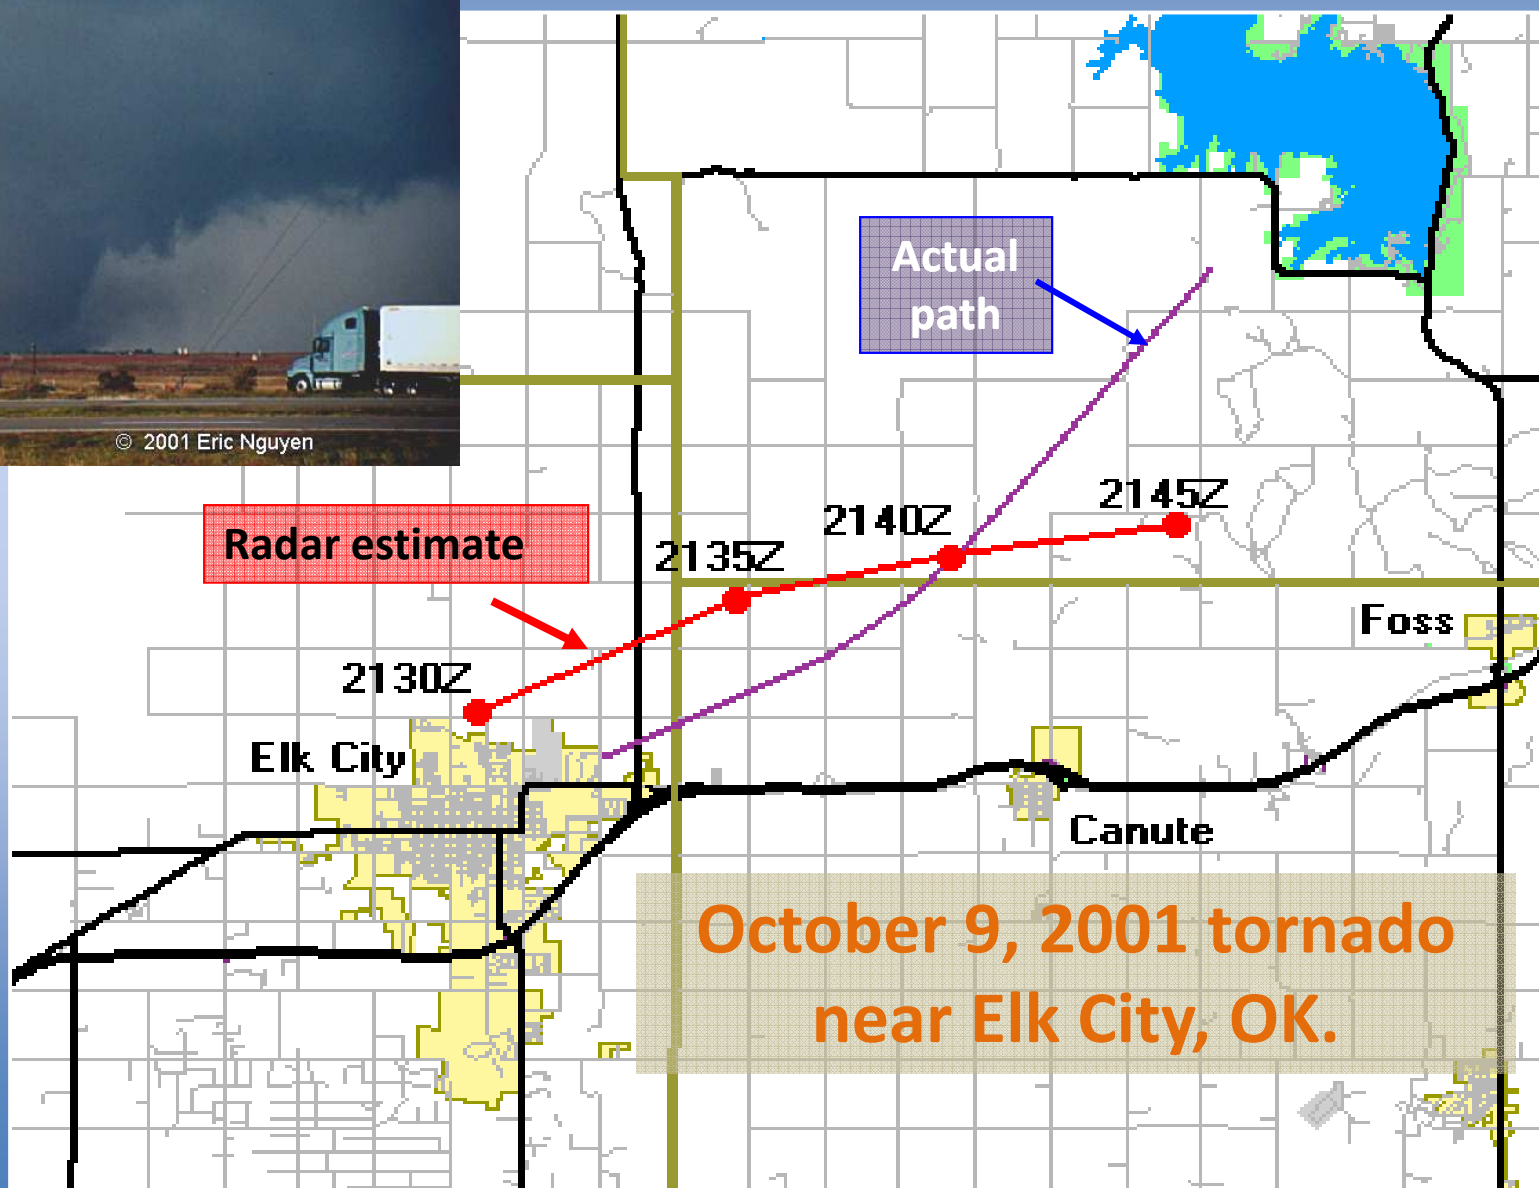 © 2001 Eric Nguyen
Actual
path
Radar estimate
2145Z
2140Z
2135Z
2130Z
Foss
Elk City
Canute
October 9, 2001 tornado
near Elk City, OK.